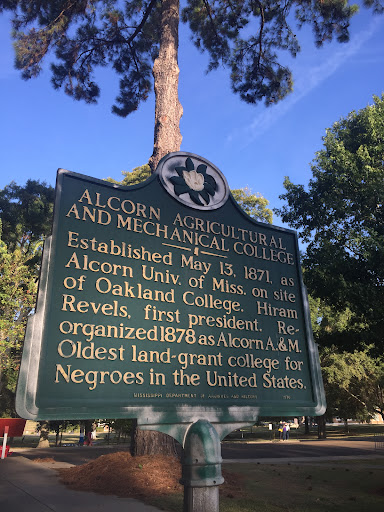 ALCORN AGRICULTURAL
AND MECHANICAL COLLEGE
Established May 13, 1871, as
Alcorn Univ. of Miss. on site
of Oakland College. Hiram
Revels, first president. Re-
organized 1878 as Alcorn A.&M.
Oldest land-grant college for
Negroes in the United States.
MISSISSIPPI DEPARTMENT OF ARCHIVES AND HISTORY